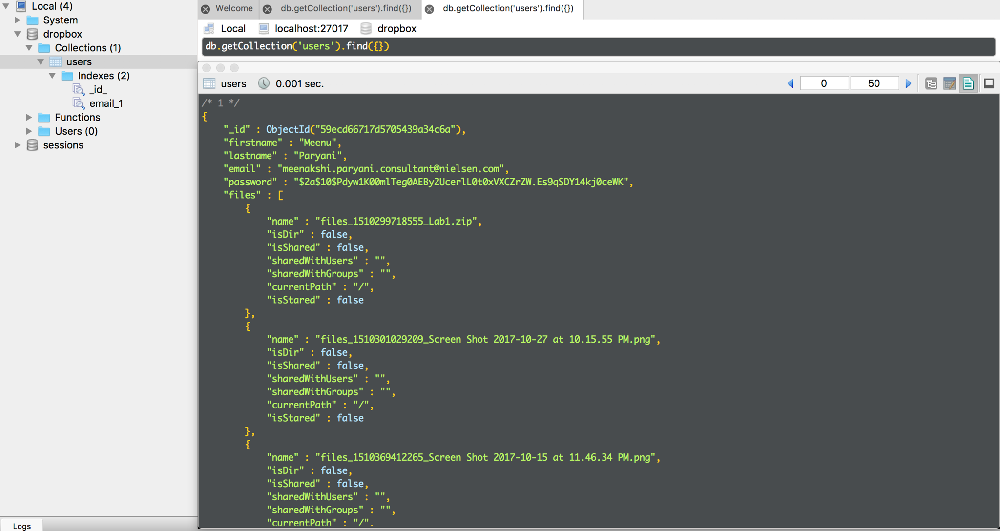 Local (4)
System
dropbox
Collections (1)
users
Indexes (2)
_id_
email_1
Functions
Users (0)
sessions
Logs
Welcome
db.getCollection('users').find({})
db.getCollection('users').find({})
Local localhost:27017 dropbox
db.getCollection('users').find({})
users 0.001 sec. 0 50
/* 1 */
{
"_id" : ObjectId("59ecd66717d5705439a34c6a"),
"firstname" : "Meenu",
"lastname" : "Paryani",
"email" : "meenakshi.paryani.consultant@nielsen.com",
"password" : "$2a$10$Pdyw1K00mlTeg0AEBy2UcerlL0t0xVXCZrZW.Es9qSDY14kj0ceWK",
"files" : [
{
"name" : "files_1510299718555_Lab1.zip",
"isDir" : false,
"isShared" : false,
"sharedWithUsers" : "",
"sharedWithGroups" : "",
"currentPath" : "/",
"isStared" : false
},
{
"name" : "files_1510301029209_Screen Shot 2017-10-27 at 10.15.55 PM.png",
"isDir" : false,
"isShared" : false,
"sharedWithUsers" : "",
"sharedWithGroups" : "",
"currentPath" : "/",
"isStared" : false
},
{
"name" : "files_1510369412265_Screen Shot 2017-10-15 at 11.46.34 PM.png",
"isDir" : false,
"isShared" : false,
"sharedWithUsers" : "",
"sharedWithGroups" : "",
"currentPath" : "/",